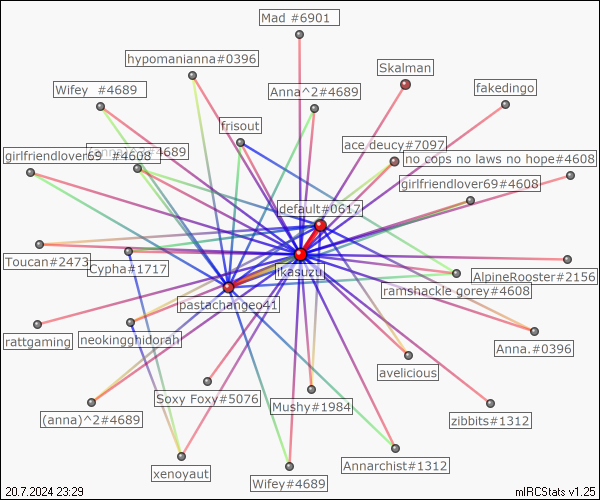 Mad #6901
hypomanianna#0396
Skalman
Wifey  #4689
Anna^2#4689
fakedingo
frisout
ace deucy#7097
girlfriendlover69  #4608
#4689
no cops no laws no hope#4608
girlfriendlover69#4608
default#0617
Toucan#2473
Cypha#1717
ikasuzu
AlpineRooster#2156
ramshackle gorey#4608
pastachangeo41
rattgaming
neokingghidorah
Anna.#0396
avelicious
Soxy Foxy#5076
Mushy#1984
(anna)^2#4689
zibbits#1312
xenoyaut
Annarchist#1312
Wifey#4689
20.7.2024 23:29
mIRCStats v1.25